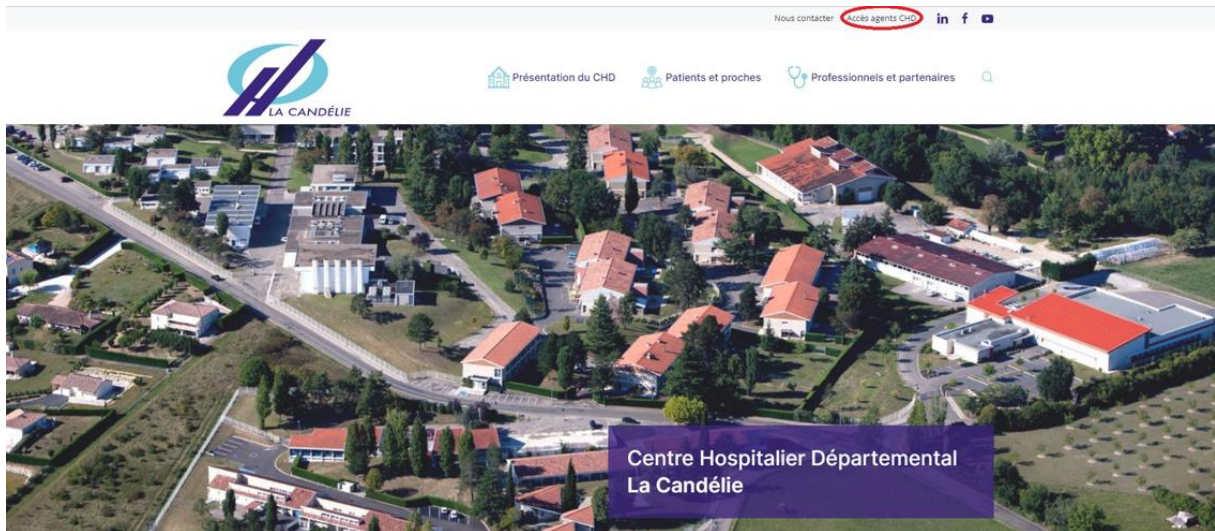 Nous contacter Accès agents CHD in f
LA CANDÉLIE
Présentation du CHD Patients et proches Professionnels et partenaires
Centre Hospitalier Départemental
La Candélie